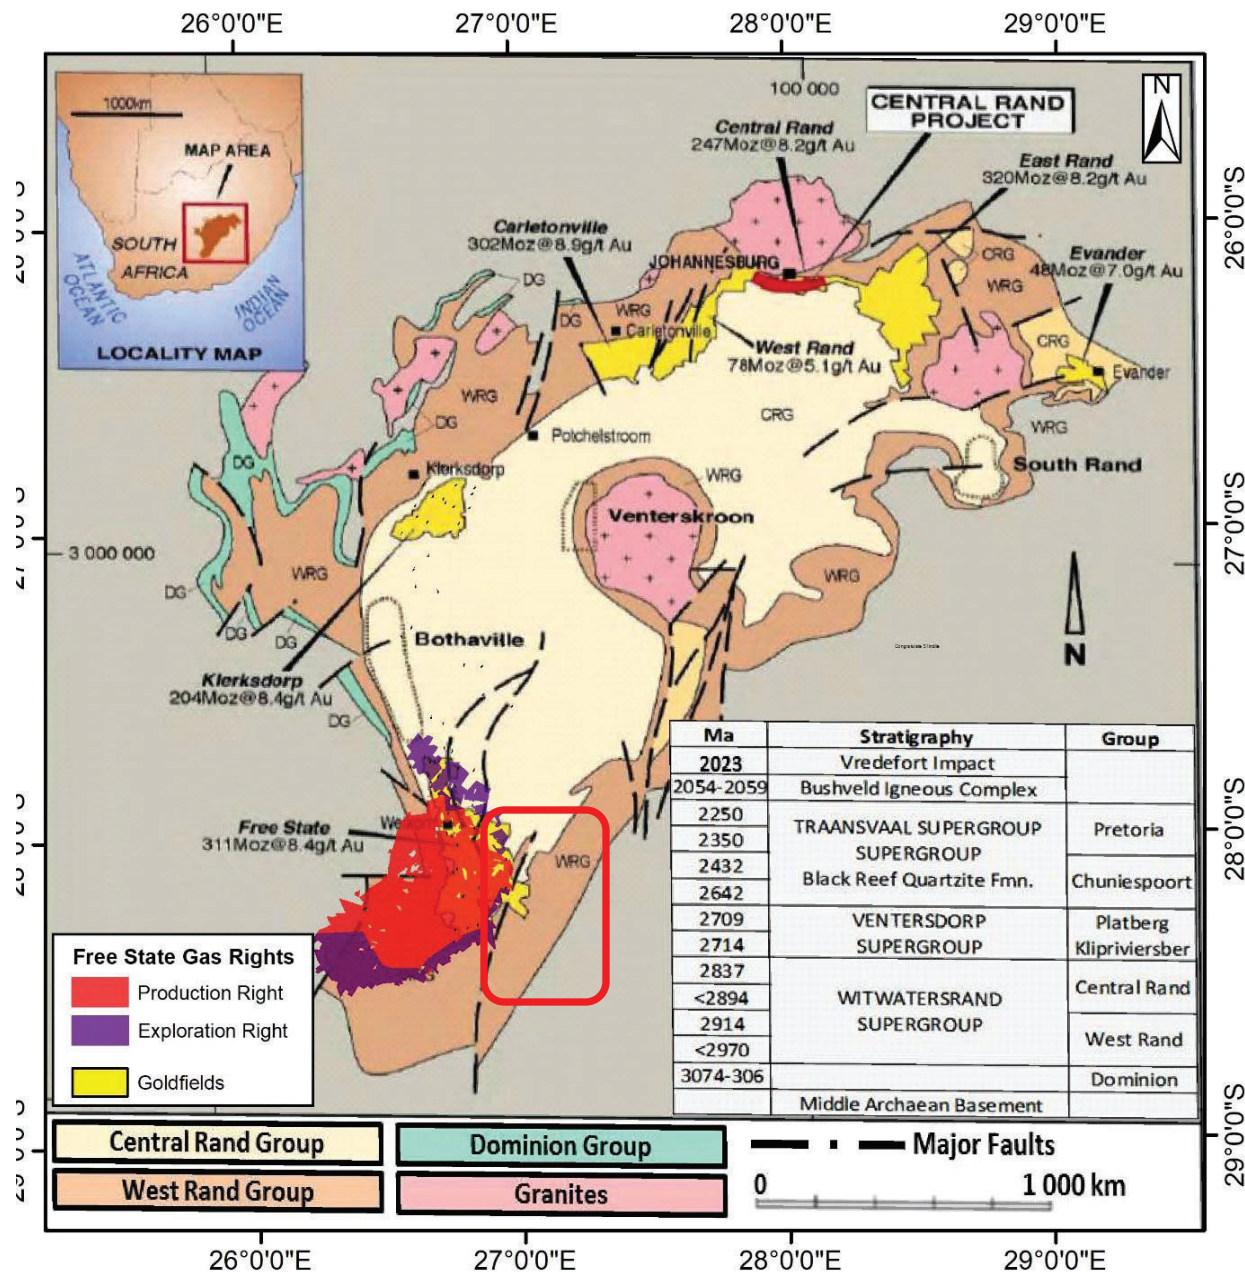 26°0'0"E
27°0'0"E
28°0'0"E
29°0'0"E
1000km
MAP AREA
SOUTH
AFRICA
ATLANTIC
OCEAN
INDIAN
OCEAN
LOCALITY MAP
100 000
CENTRAL RAND
PROJECT
N
Central Rand
247Moz@8.2g/t Au
East Rand
320Moz@8.2g/t Au
26°0'0"S
Carletonville
302Moz@8.9g/t Au
JOHANNESBURG
CRG
Evander
48Moz@7.0g/t Au
DG
WRG
WRG
DG
Carletonville
West Rand
78Moz@5.1g/t Au
CRG
Evander
WRG
DG
CRG
WRG
Potchelstroom
DG
Klerksdorp
WRG
South Rand
Venterskroon
27°0'0"S
3 000 000
WRG
WRG
DG
DG
DG
Bothaville
N
Klerksdorp
204Moz@8.4g/t Au
DG
Free State
311Moz@8.4g/t Au
WRG
28°0'0"S
Ma Stratigraphy Group
2023 Vredefort Impact
2054-2059 Bushveld Igneous Complex
2250
2350
2432
2642
TRAANSVAAL SUPERGROUP
SUPERGROUP
Black Reef Quartzite Fmn.
Pretoria
Chuniespoort
2709
2714
VENTERSDORP
SUPERGROUP
Platberg
Klipriviersber
2837
<2894
2914
<2970
WITWATERSRAND
SUPERGROUP
Central Rand
West Rand
3074-306 Dominion
Middle Archaean Basement
Free State Gas Rights
Production Right
Exploration Right
Goldfields
29°0'0"S
Central Rand Group
Dominion Group
Major Faults
West Rand Group
Granites
0 1 000 km
26°0'0"E
27°0'0"E
28°0'0"E
29°0'0"E